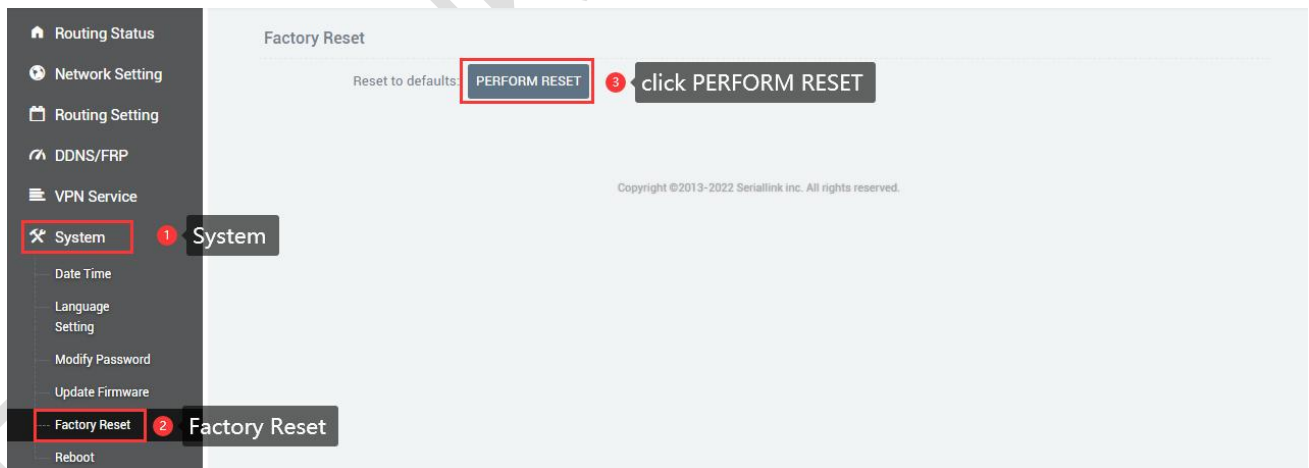 Routing Status
Network Setting
Routing Setting
DDNS/FRP
VPN Service
System
1 System
Date Time
Language
Setting
Modify Password
Update Firmware
Factory Reset
2 Factory Reset
Reboot
Factory Reset
Reset to defaults: PERFORM RESET
3 click PERFORM RESET
Copyright ©2013-2022 Seriallink inc. All rights reserved.